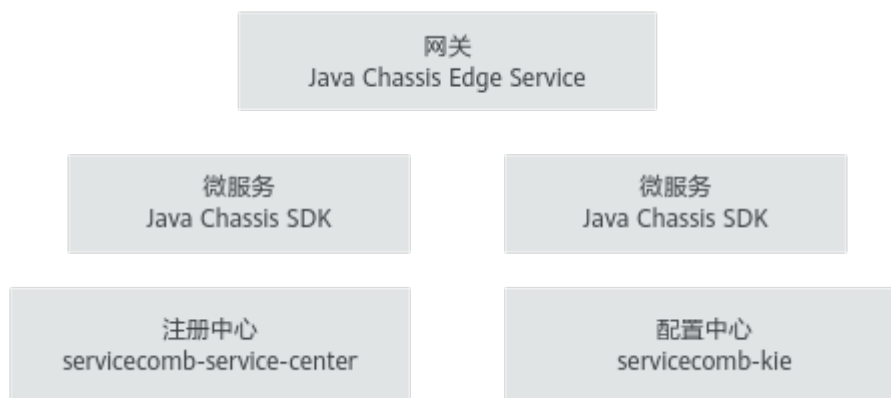 网关
Java Chassis Edge Service
微服务
Java Chassis SDK
微服务
Java Chassis SDK
注册中心
servicecomb-service-center
配置中心
servicecomb-kie